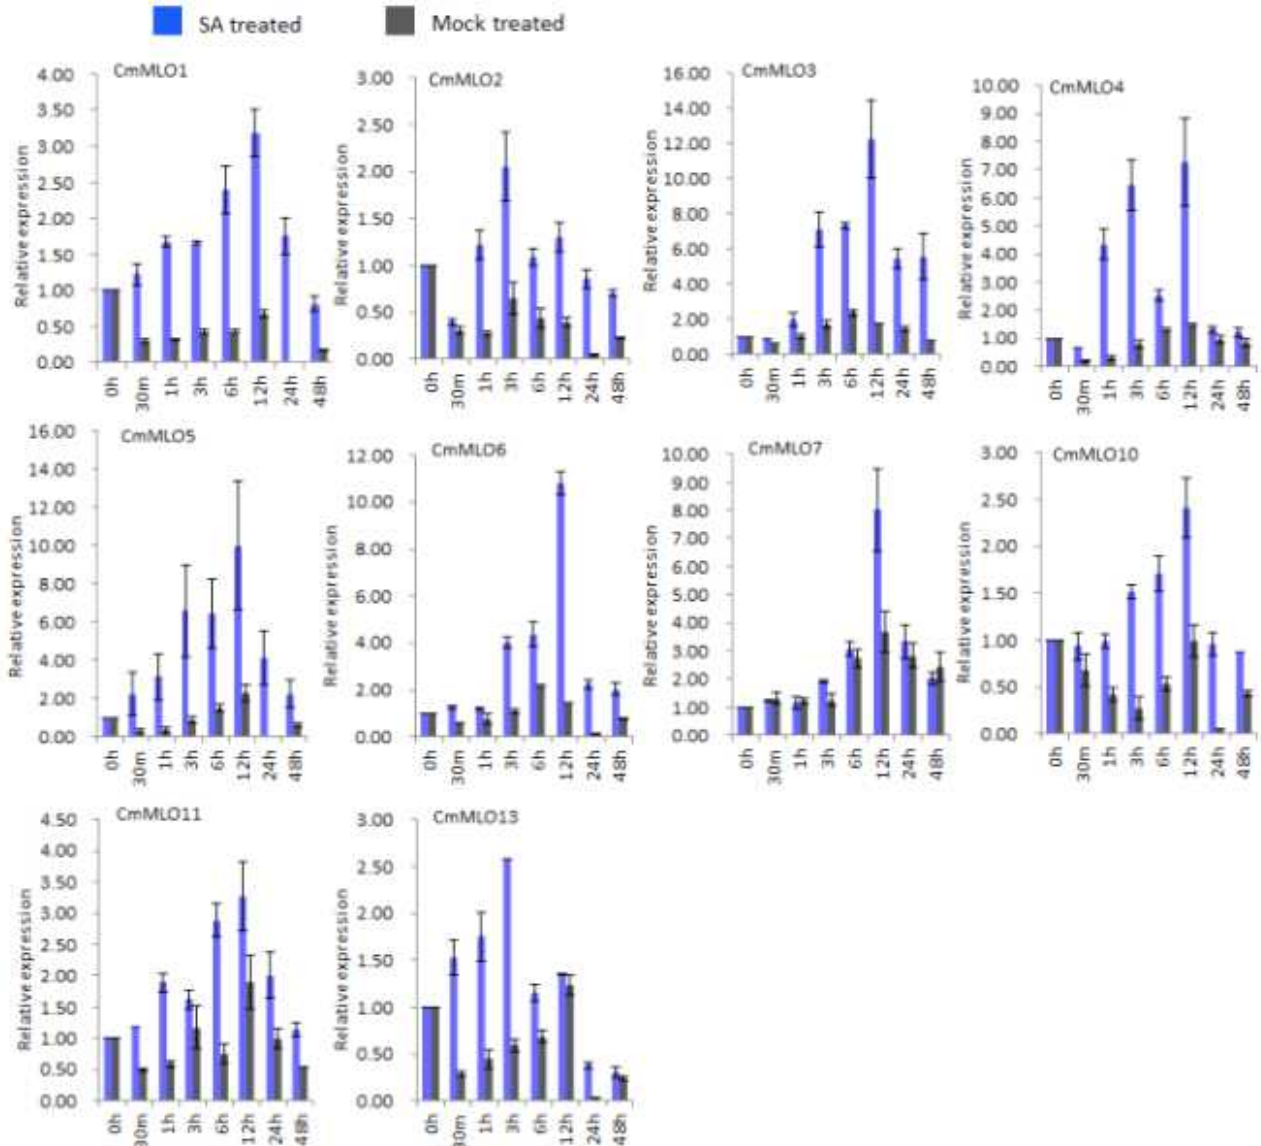 SA treated
Mock treated
CmMLO1
Relative expression
4.00
3.50
3.00
2.50
2.00
1.50
1.00
0.50
0.00
0h
30m
1h
3h
6h
12h
24h
48h
CmMLO2
Relative expression
3.00
2.50
2.00
1.50
1.00
0.50
0.00
0h
30m
1h
3h
6h
12h
24h
48h
CmMLO3
Relative expression
16.00
14.00
12.00
10.00
8.00
6.00
4.00
2.00
0.00
0h
30m
1h
3h
6h
12h
24h
48h
CmMLO4
Relative expression
10.00
9.00
8.00
7.00
6.00
5.00
4.00
3.00
2.00
1.00
0.00
0h
30m
1h
3h
6h
12h
24h
48h
CmMLO5
Relative expression
16.00
14.00
12.00
10.00
8.00
6.00
4.00
2.00
0.00
0h
30m
1h
3h
6h
12h
24h
48h
CmMLO6
Relative expression
12.00
10.00
8.00
6.00
4.00
2.00
0.00
0h
30m
1h
3h
6h
12h
24h
48h
CmMLO7
Relative expression
10.00
9.00
8.00
7.00
6.00
5.00
4.00
3.00
2.00
1.00
0.00
0h
30m
1h
3h
6h
12h
24h
48h
CmMLO10
Relative expression
3.00
2.50
2.00
1.50
1.00
0.50
0.00
0h
30m
1h
3h
6h
12h
24h
48h
CmMLO11
Relative expression
4.50
4.00
3.50
3.00
2.50
2.00
1.50
1.00
0.50
0.00
0h
30m
1h
3h
6h
12h
24h
48h
CmMLO13
Relative expression
3.00
2.50
2.00
1.50
1.00
0.50
0.00
0h
30m
1h
3h
6h
12h
24h
48h